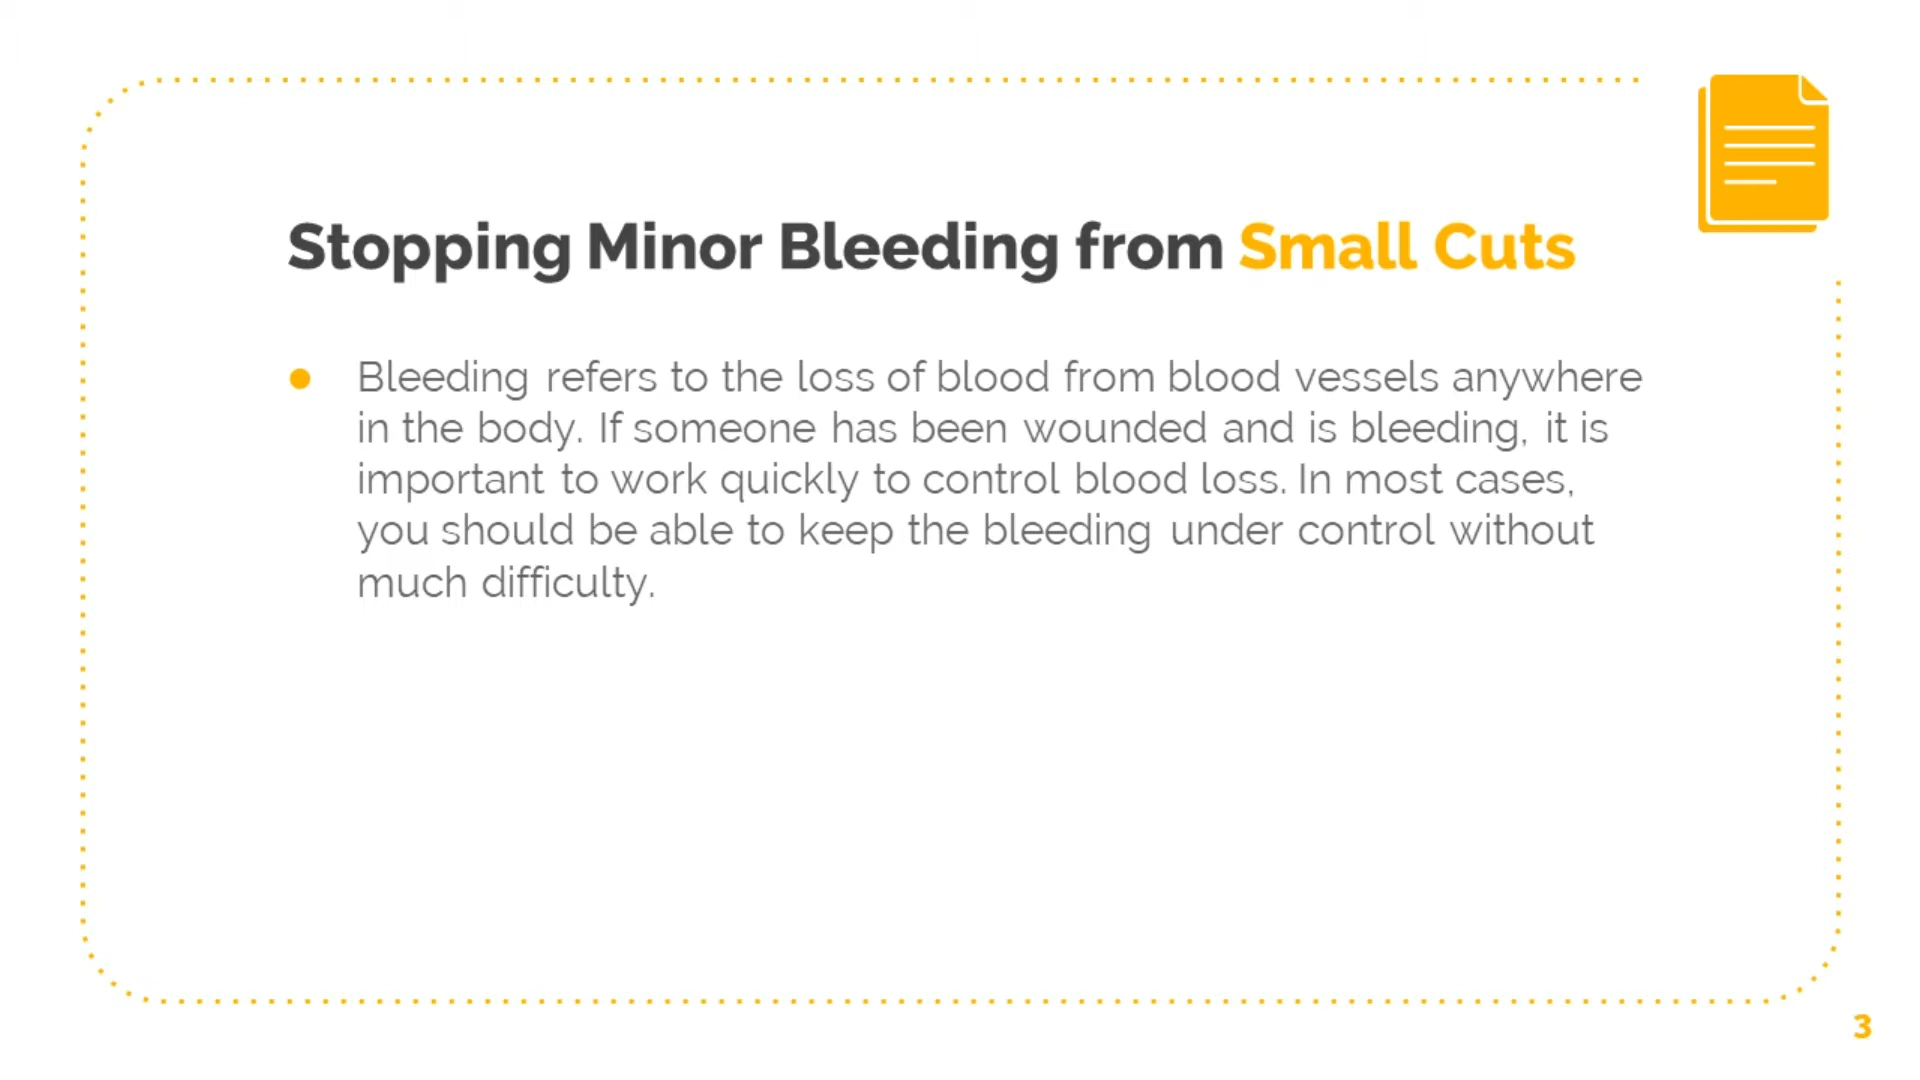 Stopping Minor Bleeding from Small Cuts
● Bleeding refers to the loss of blood from blood vessels anywhere
in the body. If someone has been wounded and is bleeding, it is
important to work quickly to control blood loss. In most cases,
you should be able to keep the bleeding under control without
much difficulty.
3